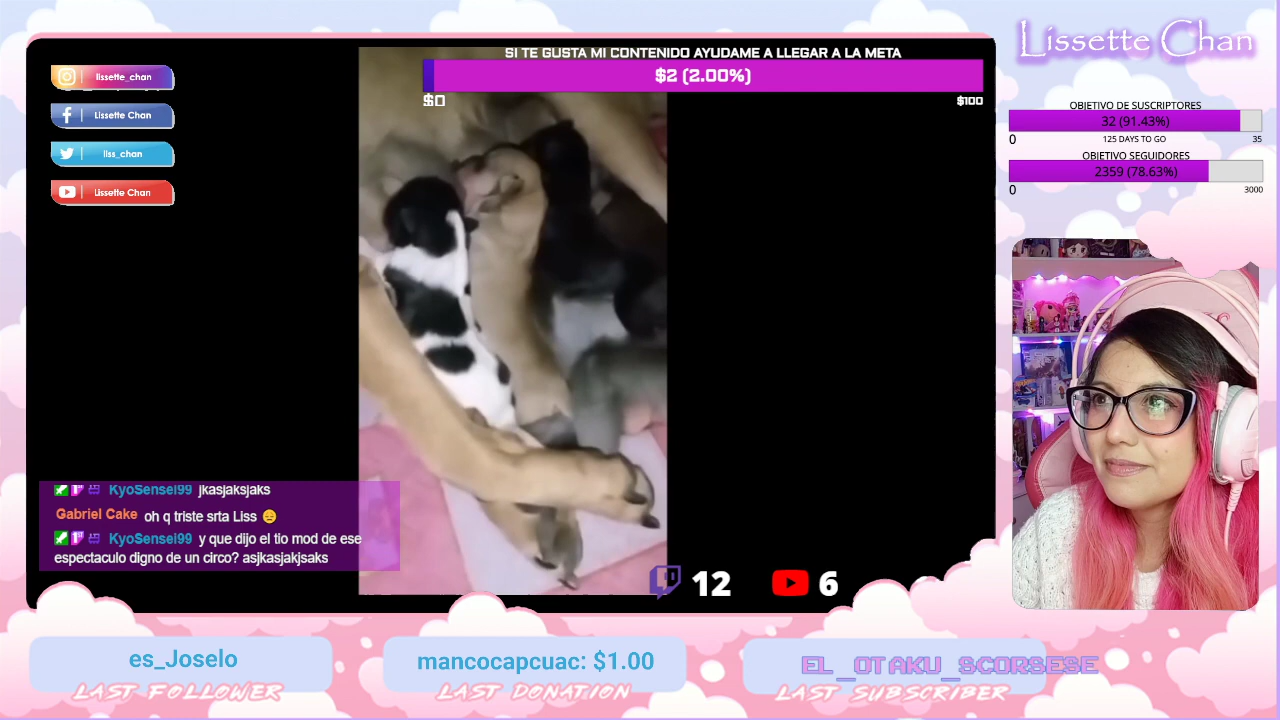 Lissette Chan
SI TE GUSTA MI CONTENIDO AYUDAME A LLEGAR A LA META
$2 (2.00%)
$0
$100
lissette_chan
Lissette Chan
liss_chan
Lissette Chan
OBJETIVO DE SUSCRIPTORES
32 (91.43%)
0
125 DAYS TO GO
35
OBJETIVO SEGUIDORES
2359 (78.63%)
0
3000
KyoSensei99 jkasjaksjaks
Gabriel Cake oh q triste srta Liss 😔
KyoSensei99 y que dijo el tio mod de ese
espectaculo digno de un circo? asjkasjakjsaks
12
6
es_Joselo
LAST FOLLOWER
mancocapcuac: $1.00
LAST DONATION
EL_OTAKU_SCORSESE
LAST SUBSCRIBER